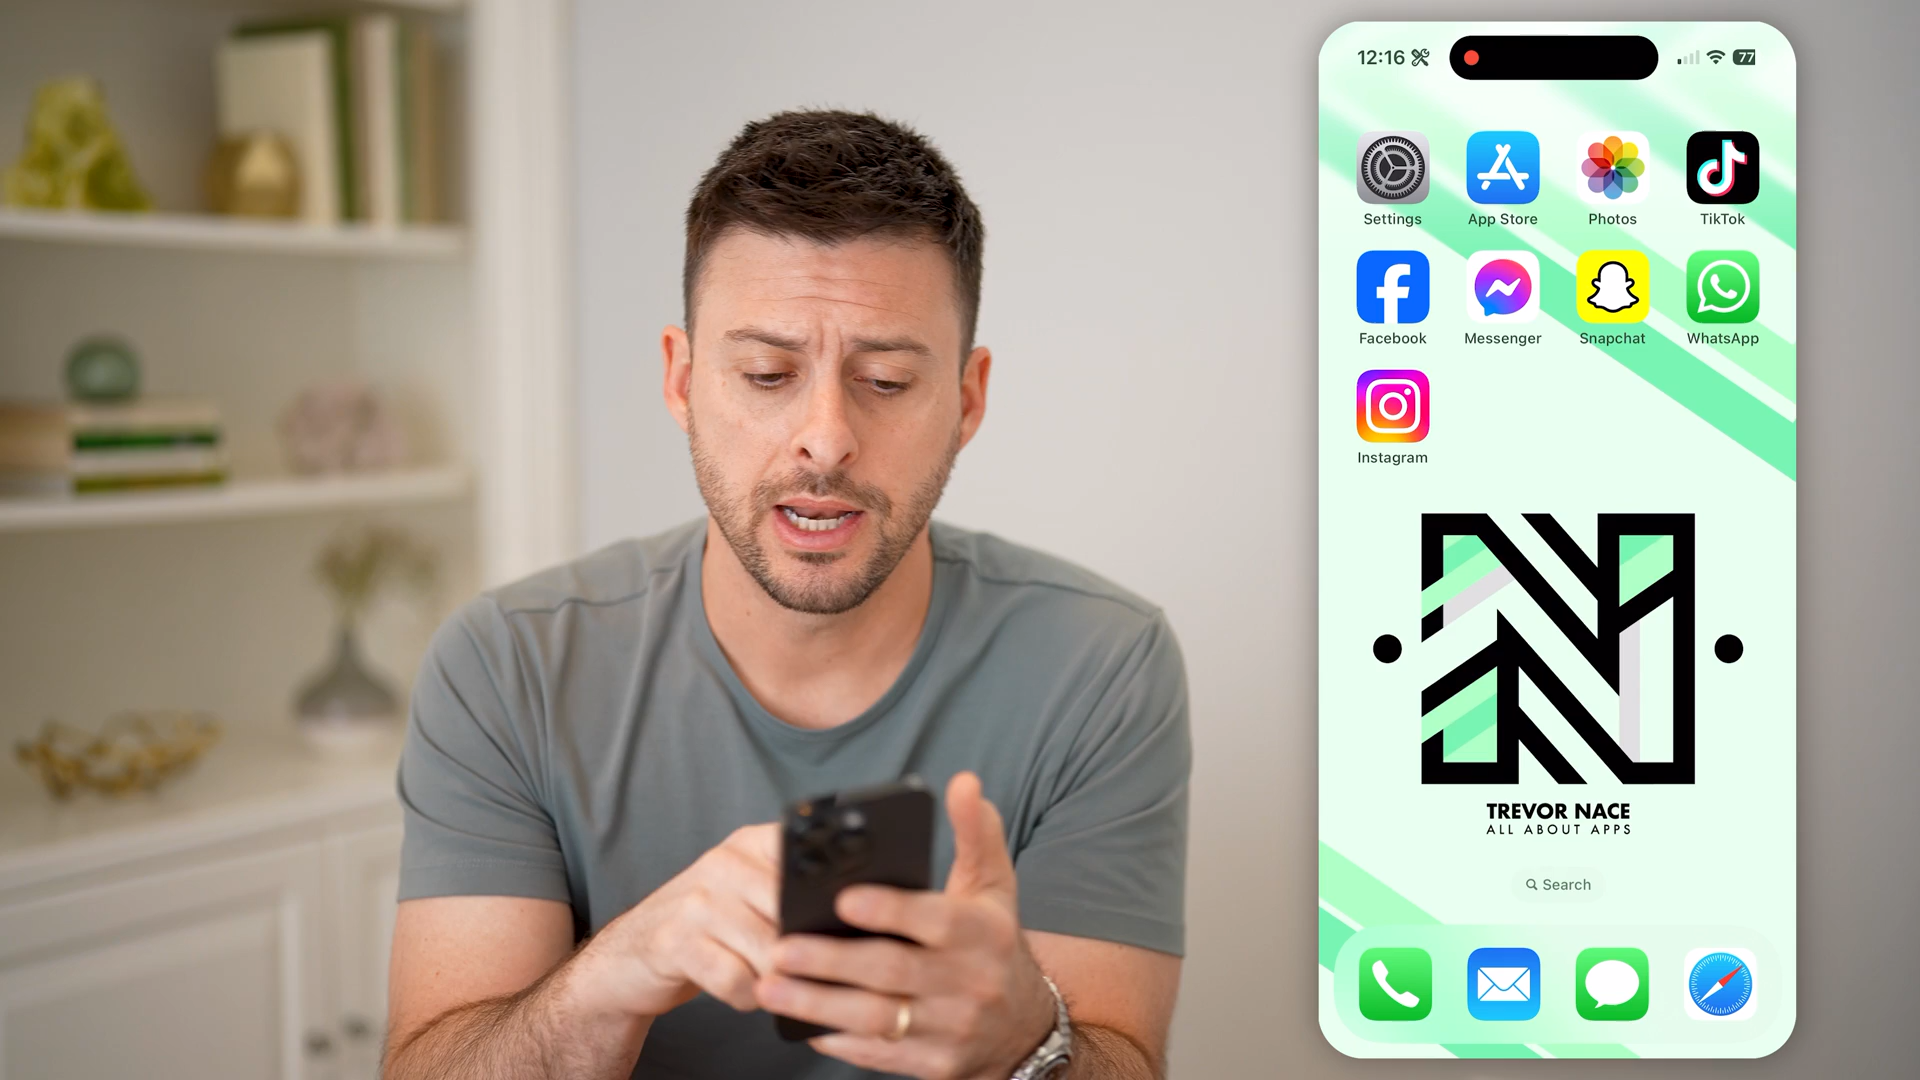 12:16
77
Settings App Store Photos TikTok
Facebook Messenger Snapchat WhatsApp
Instagram
TREVOR NACE
ALL ABOUT APPS
Search